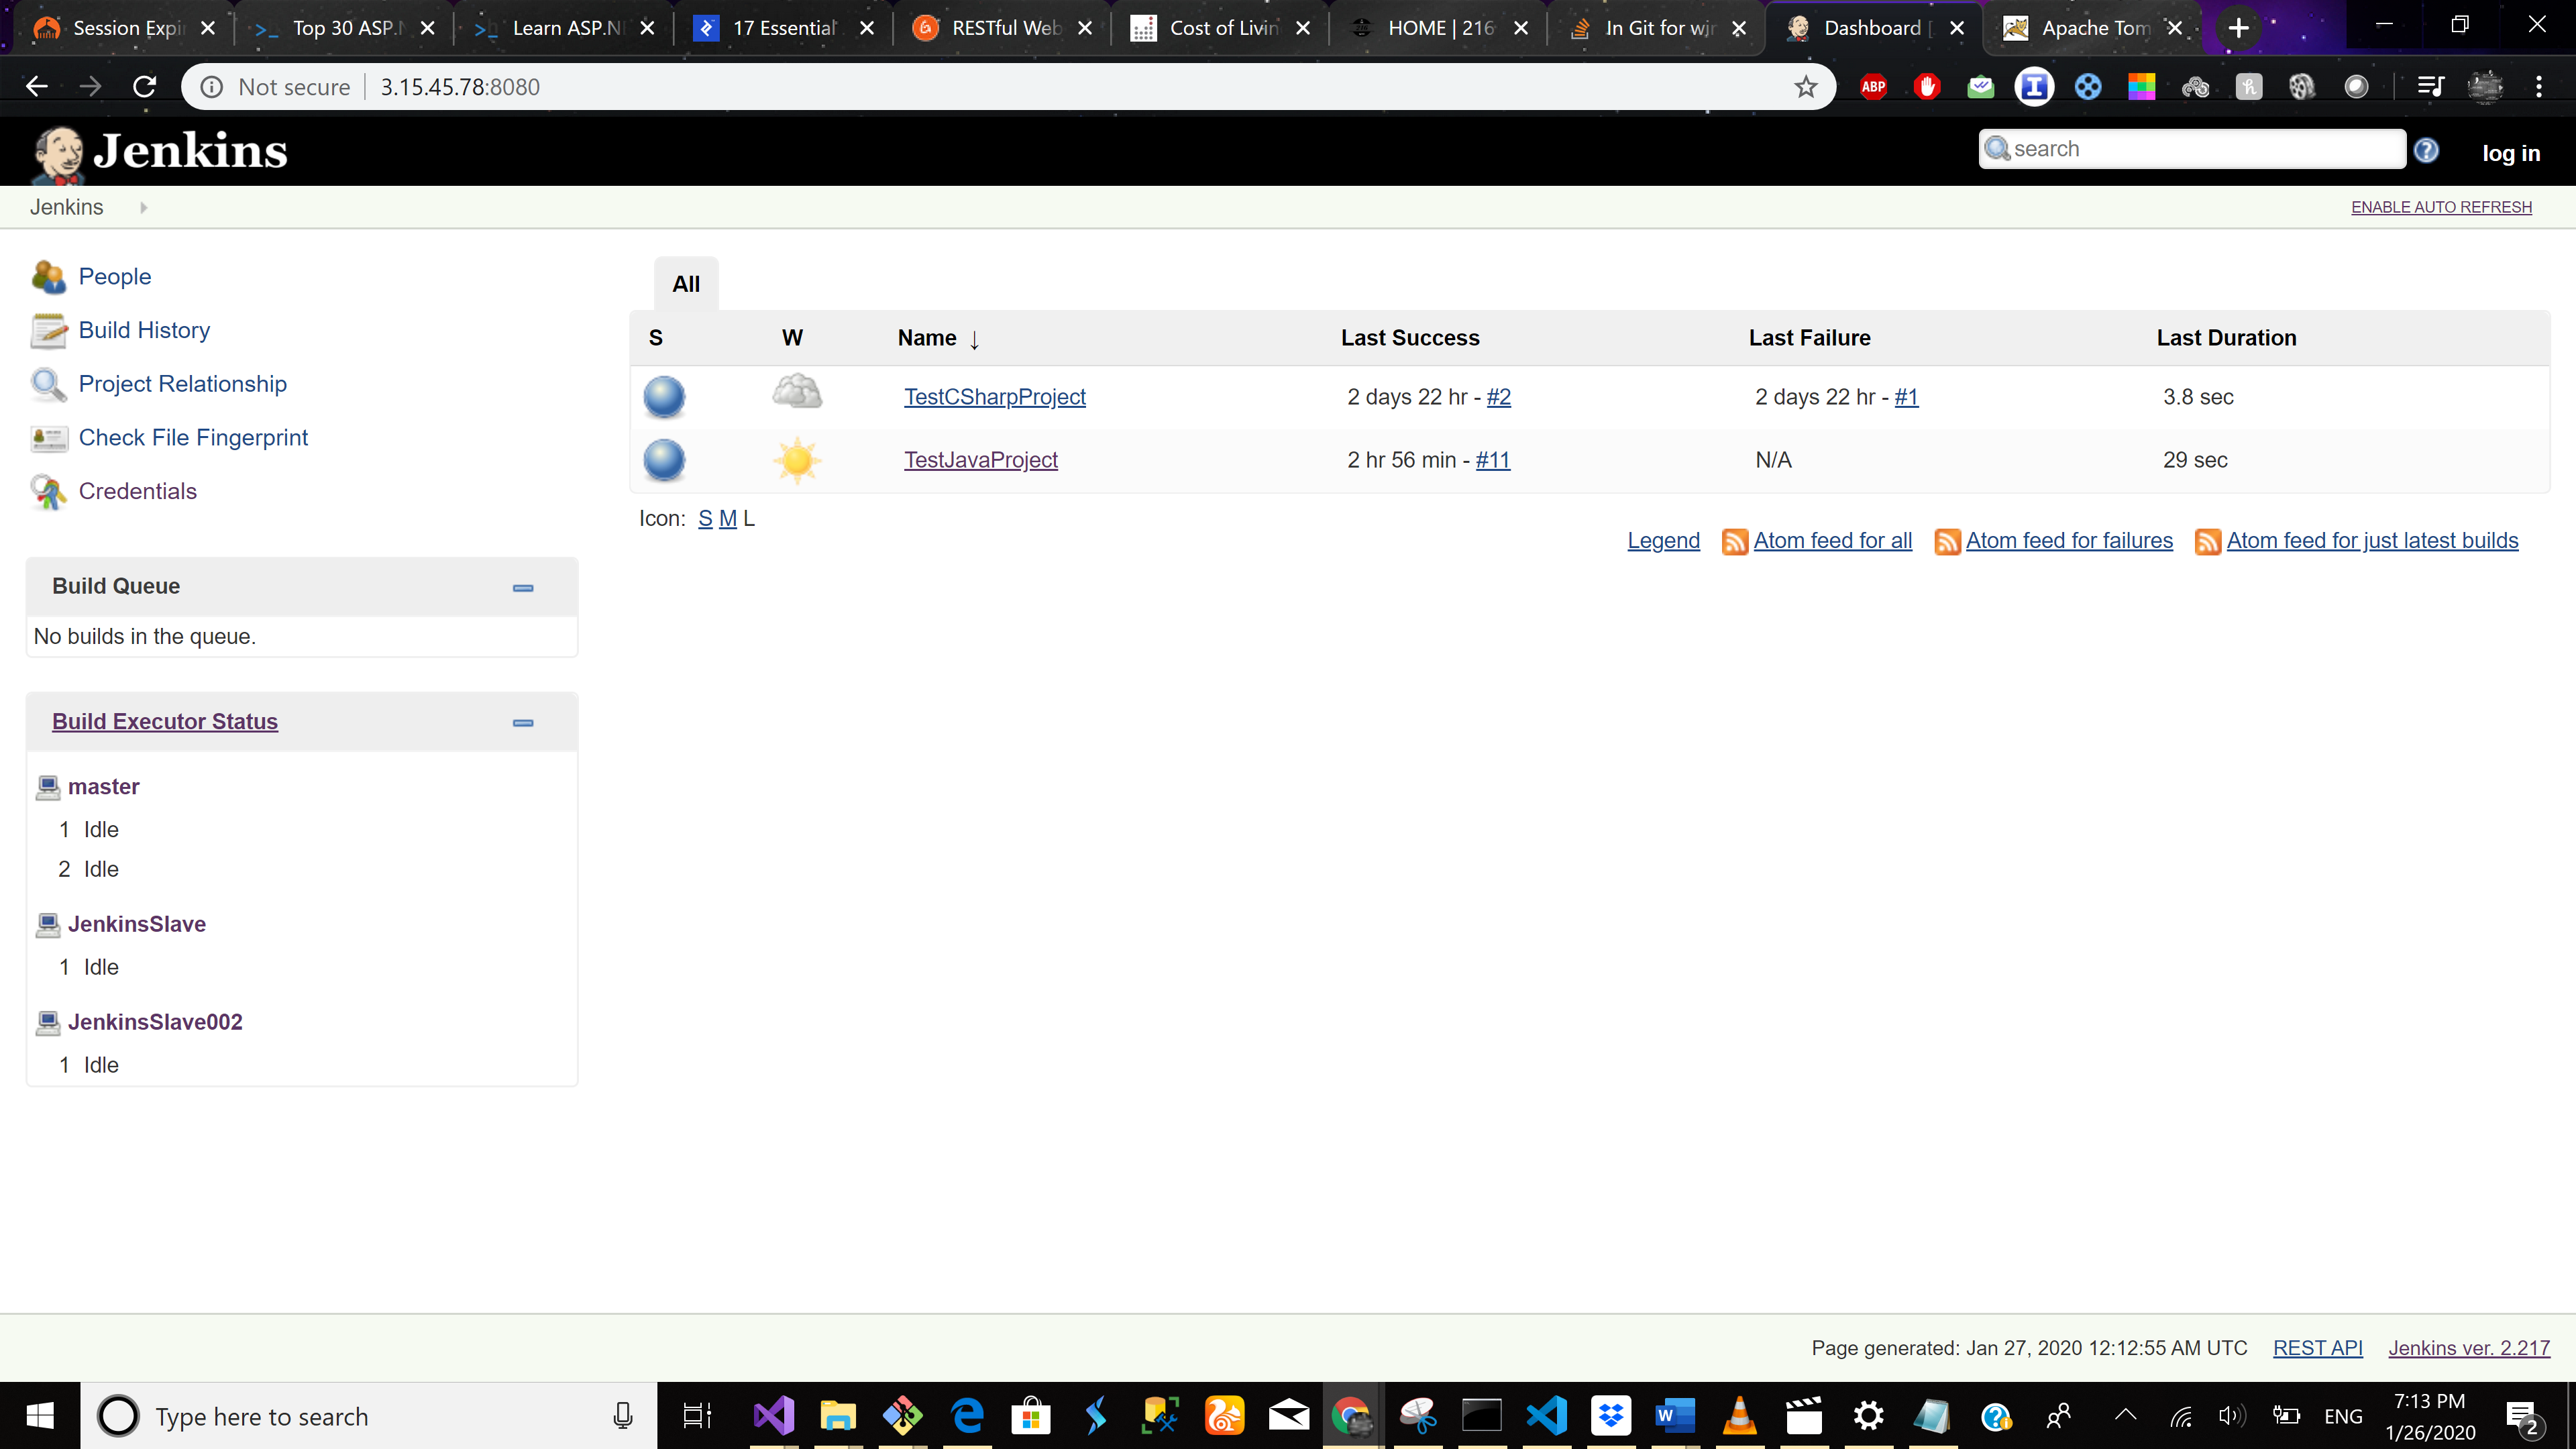 Session Expi
Top 30 ASP.N
Learn ASP.N
17 Essential
RESTful Web
Cost of Livin
HOME | 216
In Git for wir
Dashboard [
Apache Tom
Not secure 3.15.45.78:8080
ABP
Jenkins
search
log in
Jenkins
ENABLE AUTO REFRESH
People
Build History
Project Relationship
Check File Fingerprint
Credentials
All
S W Name ↓ Last Success Last Failure Last Duration
TestCSharpProject 2 days 22 hr - #2 2 days 22 hr - #1 3.8 sec
TestJavaProject 2 hr 56 min - #11 N/A 29 sec
Icon: S M L
Legend Atom feed for all Atom feed for failures Atom feed for just latest builds
Build Queue
No builds in the queue.
Build Executor Status
master
1 Idle
2 Idle
JenkinsSlave
1 Idle
JenkinsSlave002
1 Idle
Page generated: Jan 27, 2020 12:12:55 AM UTC REST API Jenkins ver. 2.217
Type here to search
ENG
7:13 PM
1/26/2020
2